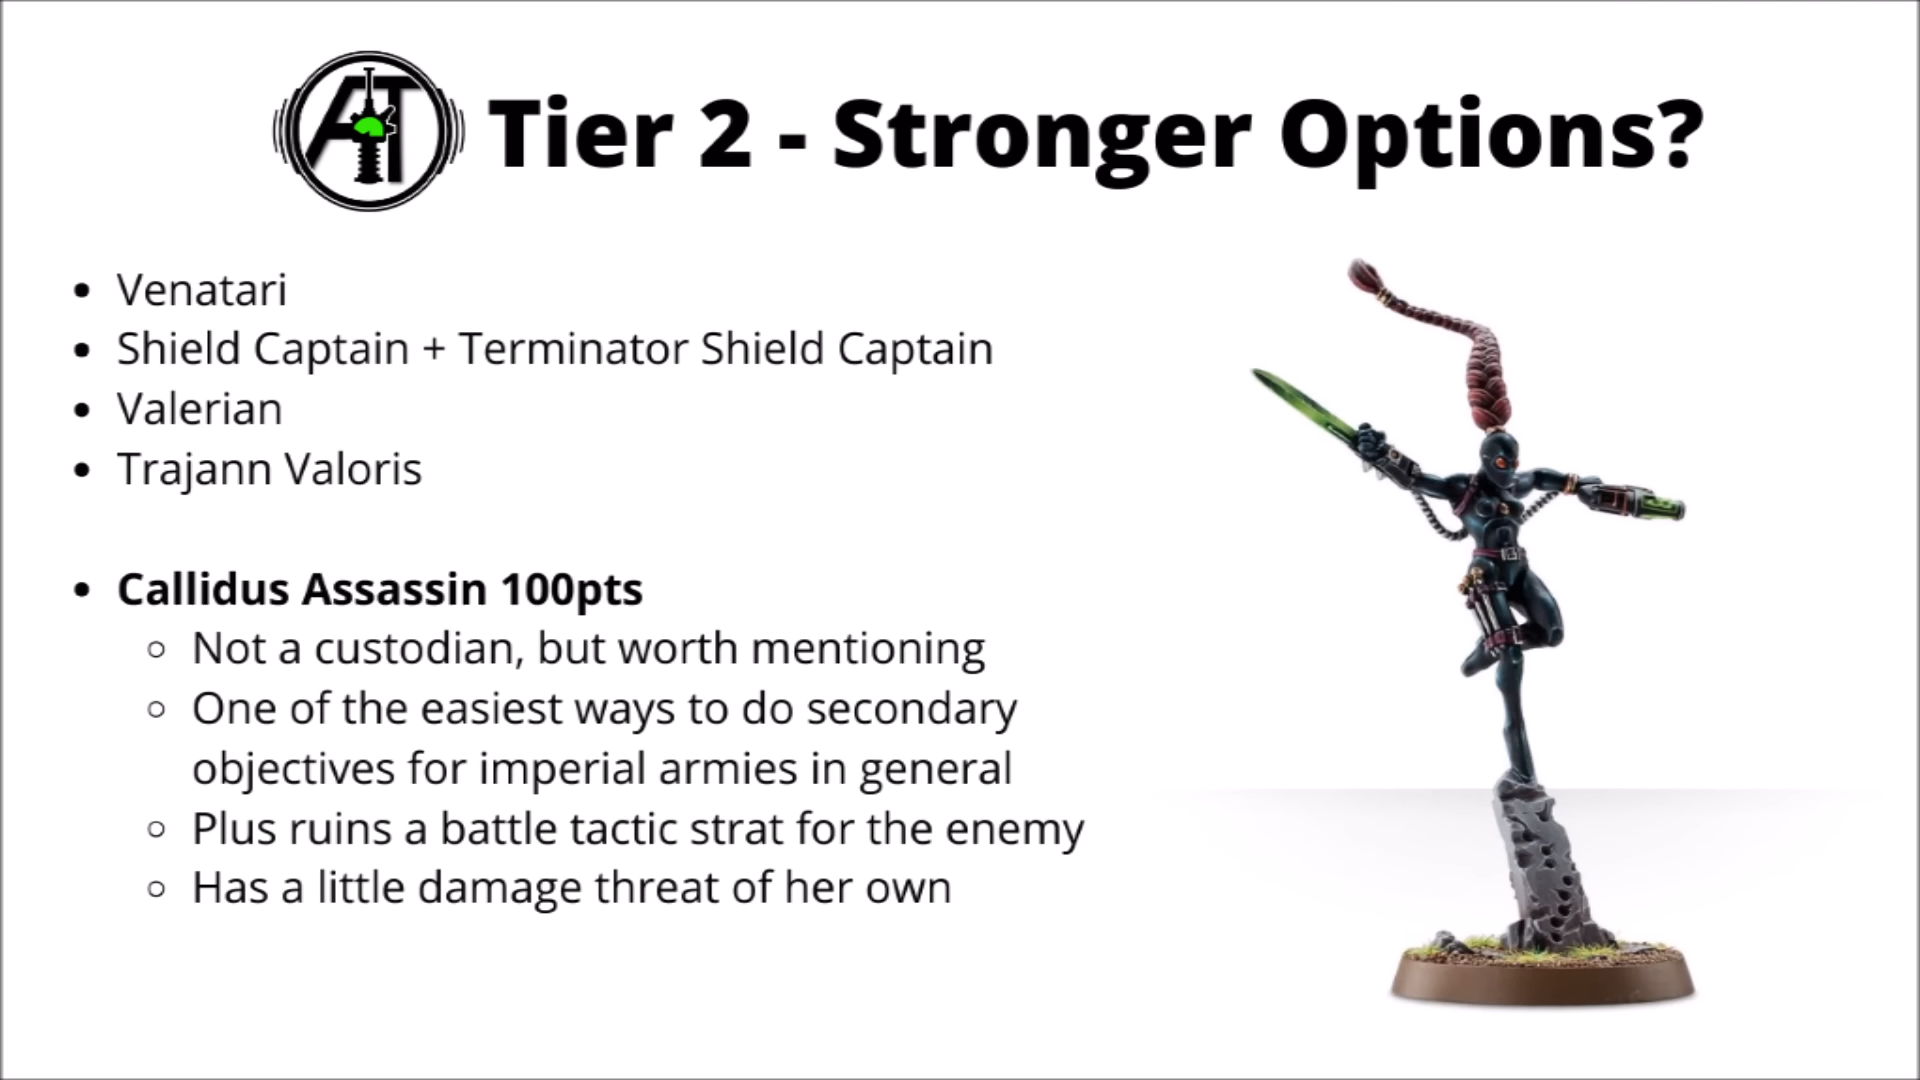 AT
Tier 2 - Stronger Options?
• Venatari
• Shield Captain + Terminator Shield Captain
• Valerian
• Trajann Valoris
• Callidus Assassin 100pts
◦ Not a custodian, but worth mentioning
◦ One of the easiest ways to do secondary
objectives for imperial armies in general
◦ Plus ruins a battle tactic strat for the enemy
◦ Has a little damage threat of her own